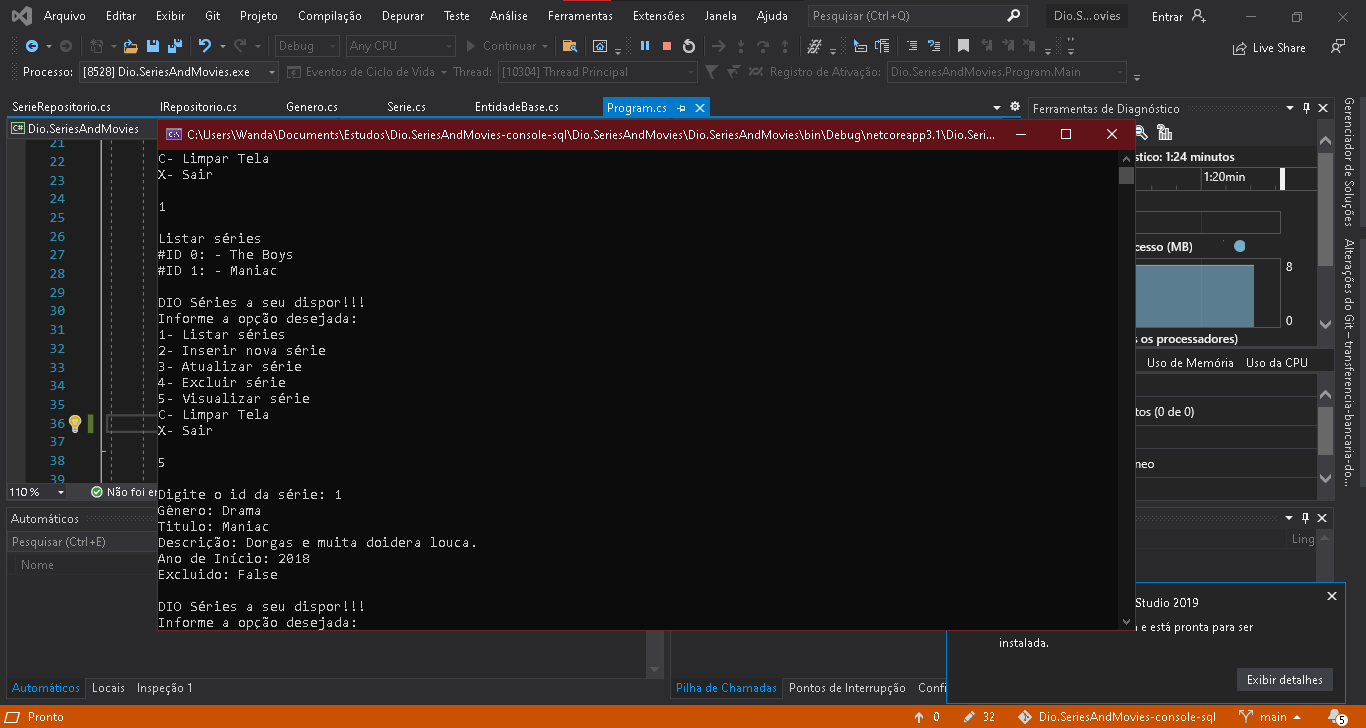 Arquivo Editar Exibir Git Projeto Compilação Depurar Teste Análise Ferramentas Extensões Janela Ajuda Pesquisar (Ctrl+Q) Dio.S...ovies Entrar
Debug Any CPU Continuar Live Share
Processo: [8528] Dio.SeriesAndMovies.exe Eventos de Ciclo de Vida Thread: [10304] Thread Principal Registro de Ativação: Dio.SeriesAndMovies.Program.Main
SerieRepositorio.cs IRepositorio.cs Genero.cs Serie.cs EntidadeBase.cs Program.cs
Dio.SeriesAndMovies
21
22
23
24
25
26
27
28
29
30
31
32
33
34
35
36
37
38
39
110 % Não foi er
C:\Users\Wanda\Documents\Estudos\Dio.SeriesAndMovies-console-sql\Dio.SeriesAndMovies\Dio.SeriesAndMovies\bin\Debug\netcoreapp3.1\Dio.Seri...
C- Limpar Tela
X- Sair
1
Listar séries
#ID 0: - The Boys
#ID 1: - Maniac
DIO Séries a seu dispor!!!
Informe a opção desejada:
1- Listar séries
2- Inserir nova série
3- Atualizar série
4- Excluir série
5- Visualizar série
C- Limpar Tela
X- Sair
5
Digite o id da série: 1
Gênero: Drama
Titulo: Maniac
Descrição: Dorgas e muita doidera louca.
Ano de Início: 2018
Excluido: False
DIO Séries a seu dispor!!!
Informe a opção desejada:
Ferramentas de Diagnóstico
stico: 1:24 minutos
1:20min
cesso (MB)
8
0
s os processadores)
Uso de Memória Uso da CPU
tos (0 de 0)
neo
Gerenciador de Soluções
Alterações do Git – transferencia-bancaria-do...
Automáticos
Pesquisar (Ctrl+E)
Nome
Ling
Studio 2019
a e está pronta para ser
instalada.
Exibir detalhes
Automáticos Locais Inspeção 1
Pilha de Chamadas Pontos de Interrupção Confi
Pronto 0 32 Dio.SeriesAndMovies-console-sql main 5